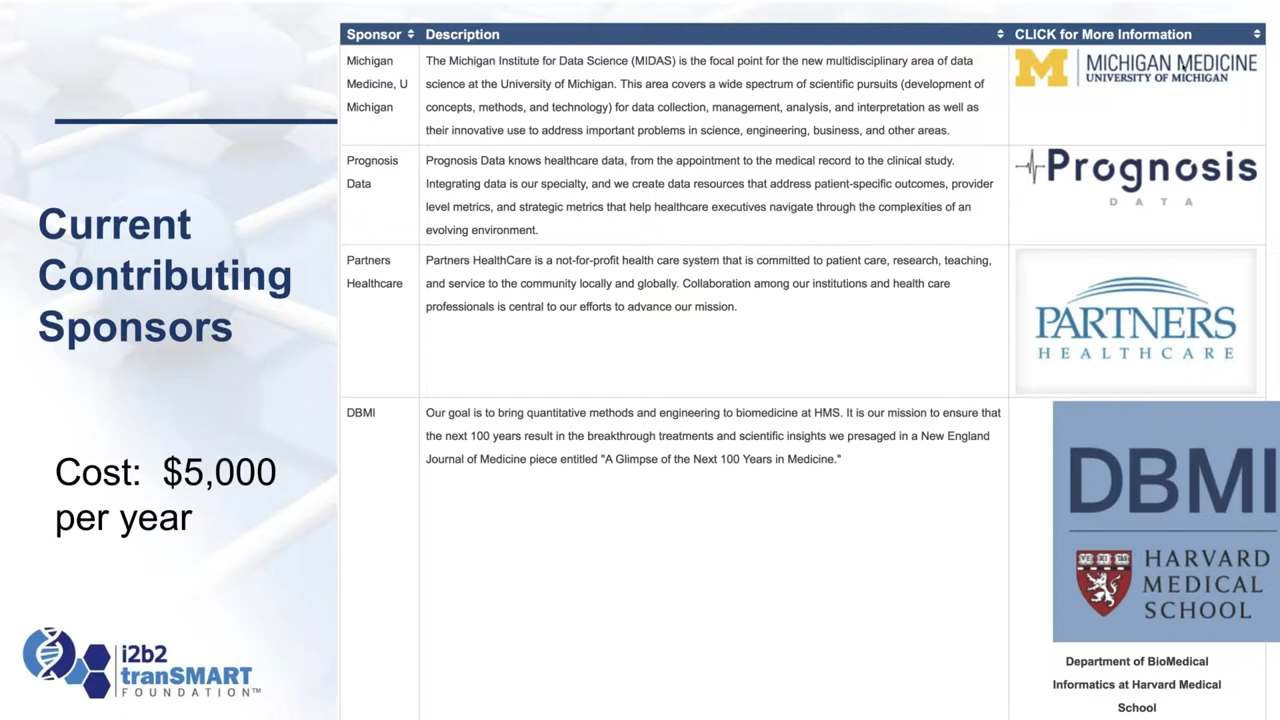 Current
Contributing
Sponsors
Cost: $5,000
per year
i2b2
tranSMART
FOUNDATION™
Sponsor Description CLICK for More Information
Michigan
Medicine, U
Michigan
The Michigan Institute for Data Science (MIDAS) is the focal point for the new multidisciplinary area of data
science at the University of Michigan. This area covers a wide spectrum of scientific pursuits (development of
concepts, methods, and technology) for data collection, management, analysis, and interpretation as well as
their innovative use to address important problems in science, engineering, business, and other areas.
M MICHIGAN MEDICINE
UNIVERSITY OF MICHIGAN
Prognosis
Data
Prognosis Data knows healthcare data, from the appointment to the medical record to the clinical study.
Integrating data is our specialty, and we create data resources that address patient-specific outcomes, provider
level metrics, and strategic metrics that help healthcare executives navigate through the complexities of an
evolving environment.
Prognosis
DATA
Partners
Healthcare
Partners HealthCare is a not-for-profit health care system that is committed to patient care, research, teaching,
and service to the community locally and globally. Collaboration among our institutions and health care
professionals is central to our efforts to advance our mission.
PARTNERS
HEALTHCARE
DBMI
Our goal is to bring quantitative methods and engineering to biomedicine at HMS. It is our mission to ensure that
the next 100 years result in the breakthrough treatments and scientific insights we presaged in a New England
Journal of Medicine piece entitled "A Glimpse of the Next 100 Years in Medicine."
DBMI
VE RI TAS
HARVARD
MEDICAL
SCHOOL
Department of BioMedical
Informatics at Harvard Medical
School